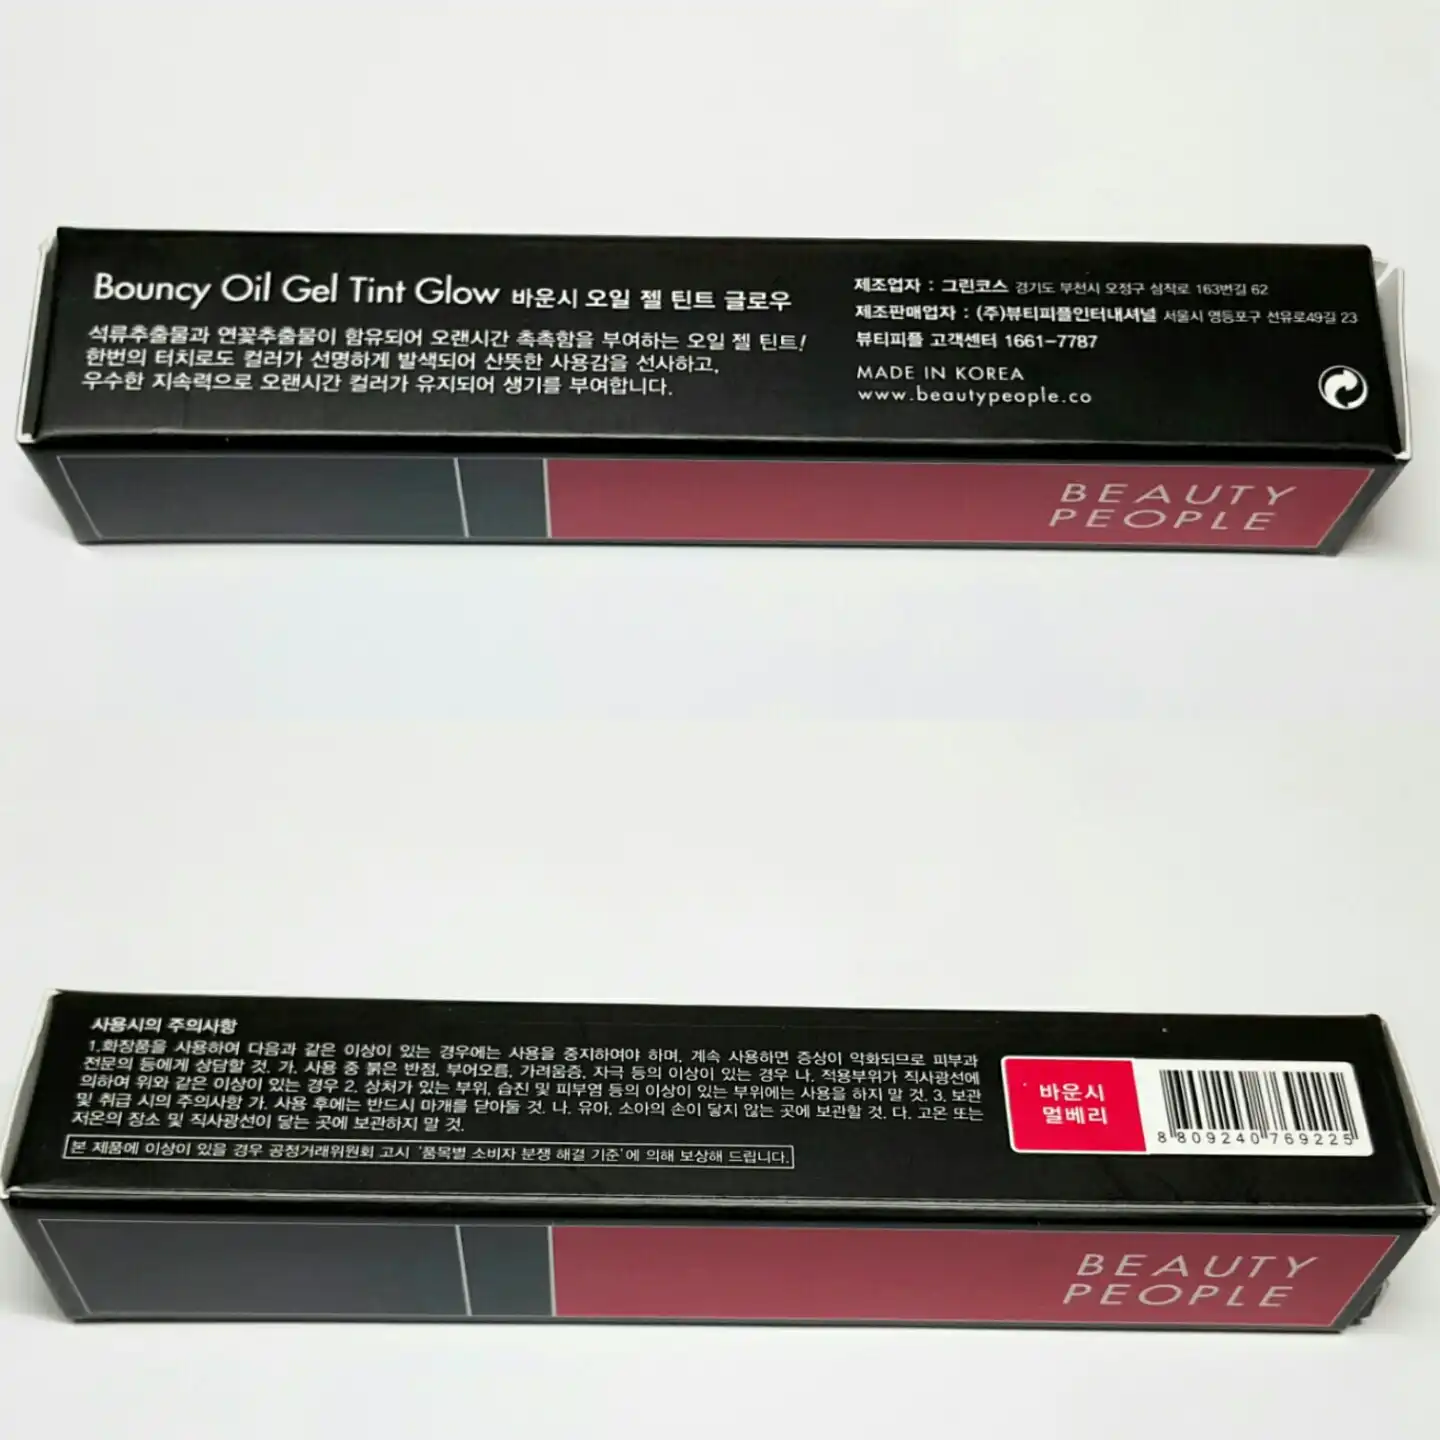 Bouncy Oil Gel Tint Glow 바운시 오일 젤 틴트 글로우
석류추출물과 연꽃추출물이 함유되어 오랜시간 촉촉함을 부여하는 오일 젤 틴트!
한번의 터치로도 컬러가 선명하게 발색되어 산뜻한 사용감을 선사하고,
우수한 지속력으로 오랜시간 컬러가 유지되어 생기를 부여합니다.
제조업자 : 그린코스 경기도 부천시 오정구 삼작로 163번길 62
제조판매업자 : (주)뷰티피플인터내셔널 서울시 영등포구 선유로49길 23
뷰티피플 고객센터 1661-7787
MADE IN KOREA
www.beautypeople.co
BEAUTY
PEOPLE
사용시의 주의사항
1.화장품을 사용하여 다음과 같은 이상이 있는 경우에는 사용을 중지하여야 하며, 계속 사용하면 증상이 악화되므로 피부과
전문의 등에게 상담할 것. 가. 사용 중 붉은 반점, 부어오름, 가려움증, 자극 등의 이상이 있는 경우 나. 적용부위가 직사광선에
의하여 위와 같은 이상이 있는 경우 2. 상처가 있는 부위, 습진 및 피부염 등의 이상이 있는 부위에는 사용을 하지 말 것. 3. 보관
및 취급 시의 주의사항 가. 사용 후에는 반드시 마개를 닫아둘 것. 나. 유아, 소아의 손이 닿지 않는 곳에 보관할 것. 다. 고온 또는
저온의 장소 및 직사광선이 닿는 곳에 보관하지 말 것.
본 제품에 이상이 있을 경우 공정거래위원회 고시 '품목별 소비자 분쟁 해결 기준'에 의해 보상해 드립니다.
바운시
멀베리
8 809240 769225
BEAUTY
PEOPLE